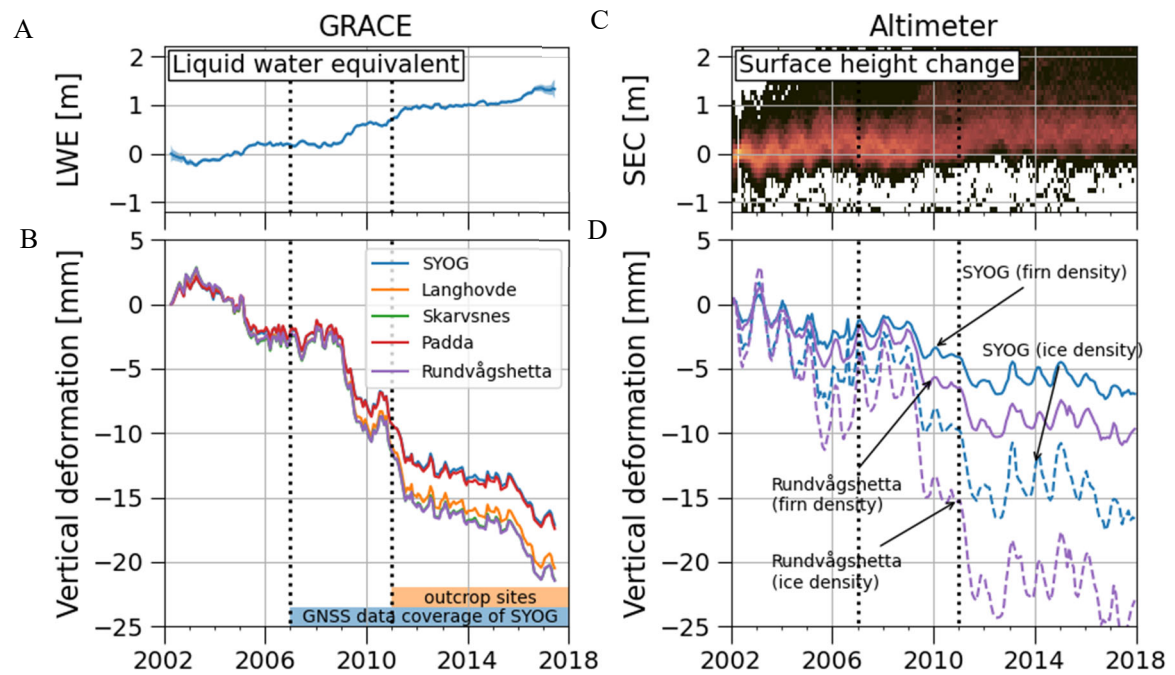 A
GRACE
Liquid water equivalent
LWE [m]
2
1
0
−1
B
Vertical deformation [mm]
5
0
−5
−10
−15
−20
−25
SYOG
Langhovde
Skarvsnes
Padda
Rundvågshetta
outcrop sites
GNSS data coverage of SYOG
2002
2006
2010
2014
2018
C
Altimeter
Surface height change
SEC [m]
2
1
0
−1
D
Vertical deformation [mm]
5
0
−5
−10
−15
−20
−25
SYOG (firn density)
SYOG (ice density)
Rundvågshetta
(firn density)
Rundvågshetta
(ice density)
2002
2006
2010
2014
2018